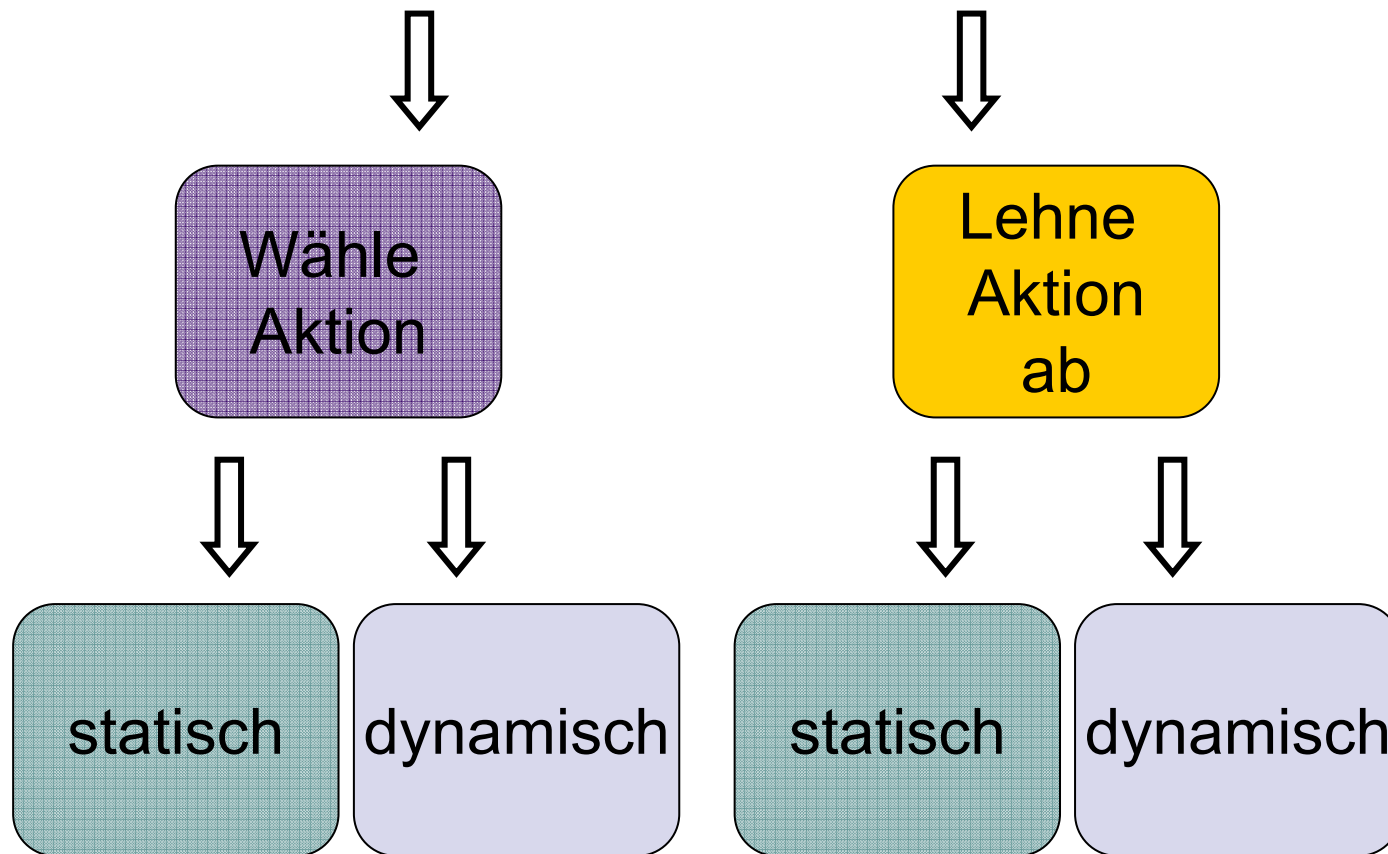 Wähle
Aktion
Lehne
Aktion
ab
statisch
dynamisch
statisch
dynamisch